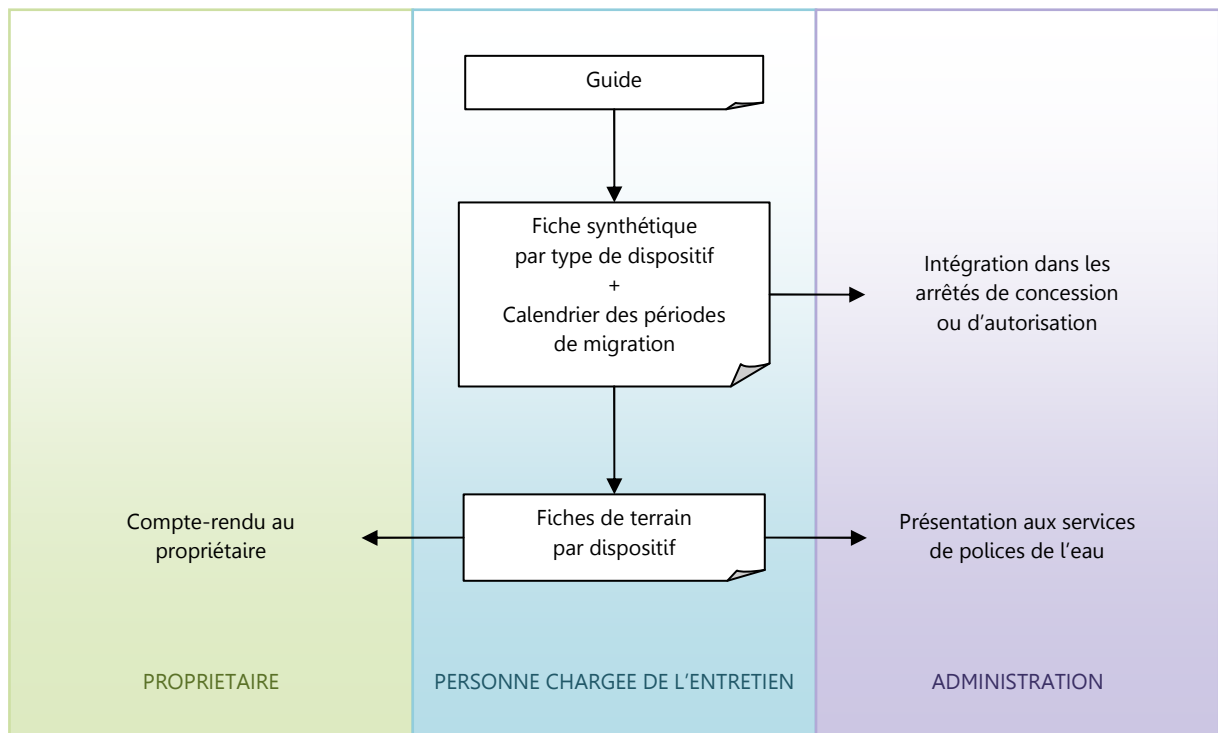 Guide
Fiche synthétique
par type de dispositif
+
Calendrier des périodes
de migration
Intégration dans les
arrêtés de concession
ou d'autorisation
Compte-rendu au
propriétaire
Fiches de terrain
par dispositif
Présentation aux services
de polices de l'eau
PROPRIETAIRE
PERSONNE CHARGEE DE L'ENTRETIEN
ADMINISTRATION